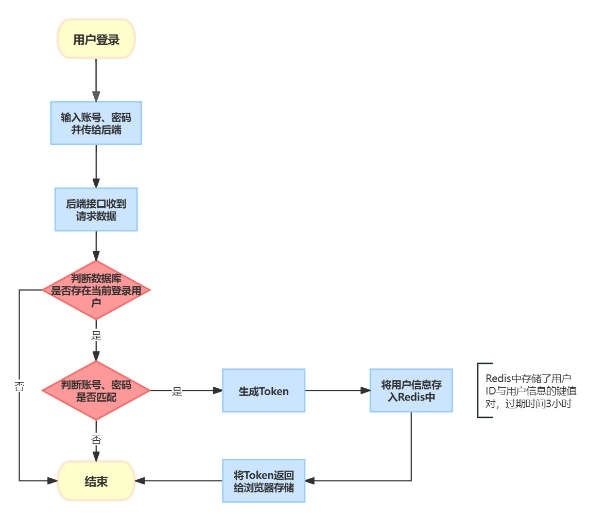 用户登录
输入账号、密码
并传给后端
后端接口收到
请求数据
判断数据库
是否存在当前登录用
户
是
否
判断账号、密码
是否匹配
是
生成Token
将用户信息存
入Redis中
Redis中存储了用户
ID与用户信息的键值
对，过期时间3小时
否
结束
将Token返回
给浏览器存储